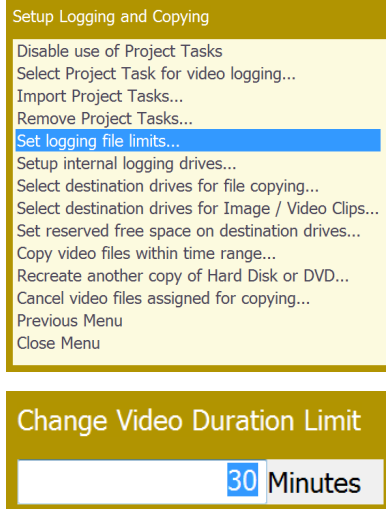 Setup Logging and Copying
Disable use of Project Tasks
Select Project Task for video logging...
Import Project Tasks...
Remove Project Tasks...
Set logging file limits...
Setup internal logging drives...
Select destination drives for file copying...
Select destination drives for Image / Video Clips...
Set reserved free space on destination drives...
Copy video files within time range...
Recreate another copy of Hard Disk or DVD...
Cancel video files assigned for copying...
Previous Menu
Close Menu
Change Video Duration Limit
30 Minutes